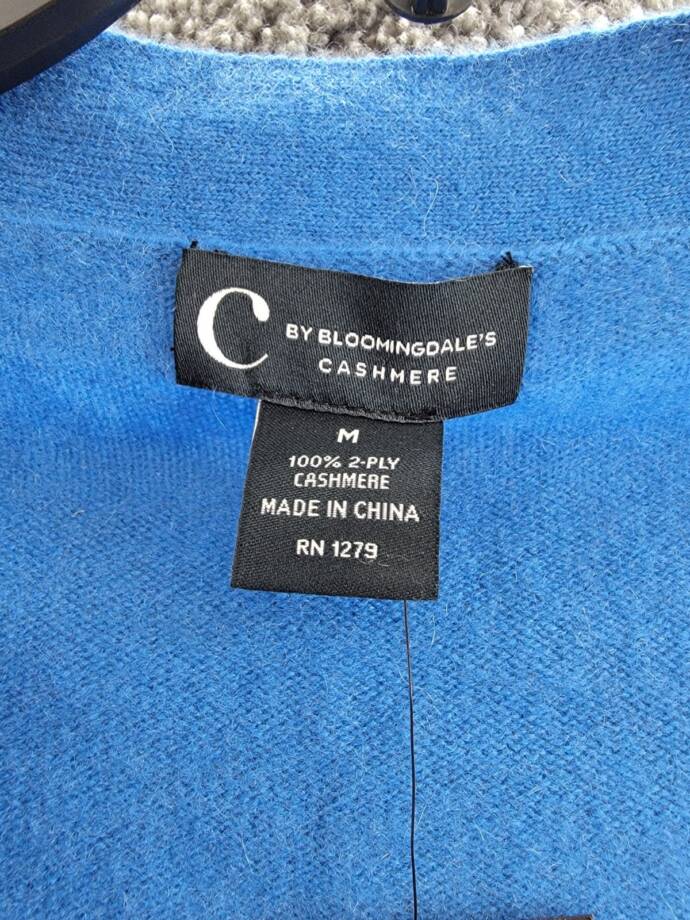 C BY BLOOMINGDALE'S
CASHMERE
M
100% 2-PLY
CASHMERE
MADE IN CHINA
RN 1279